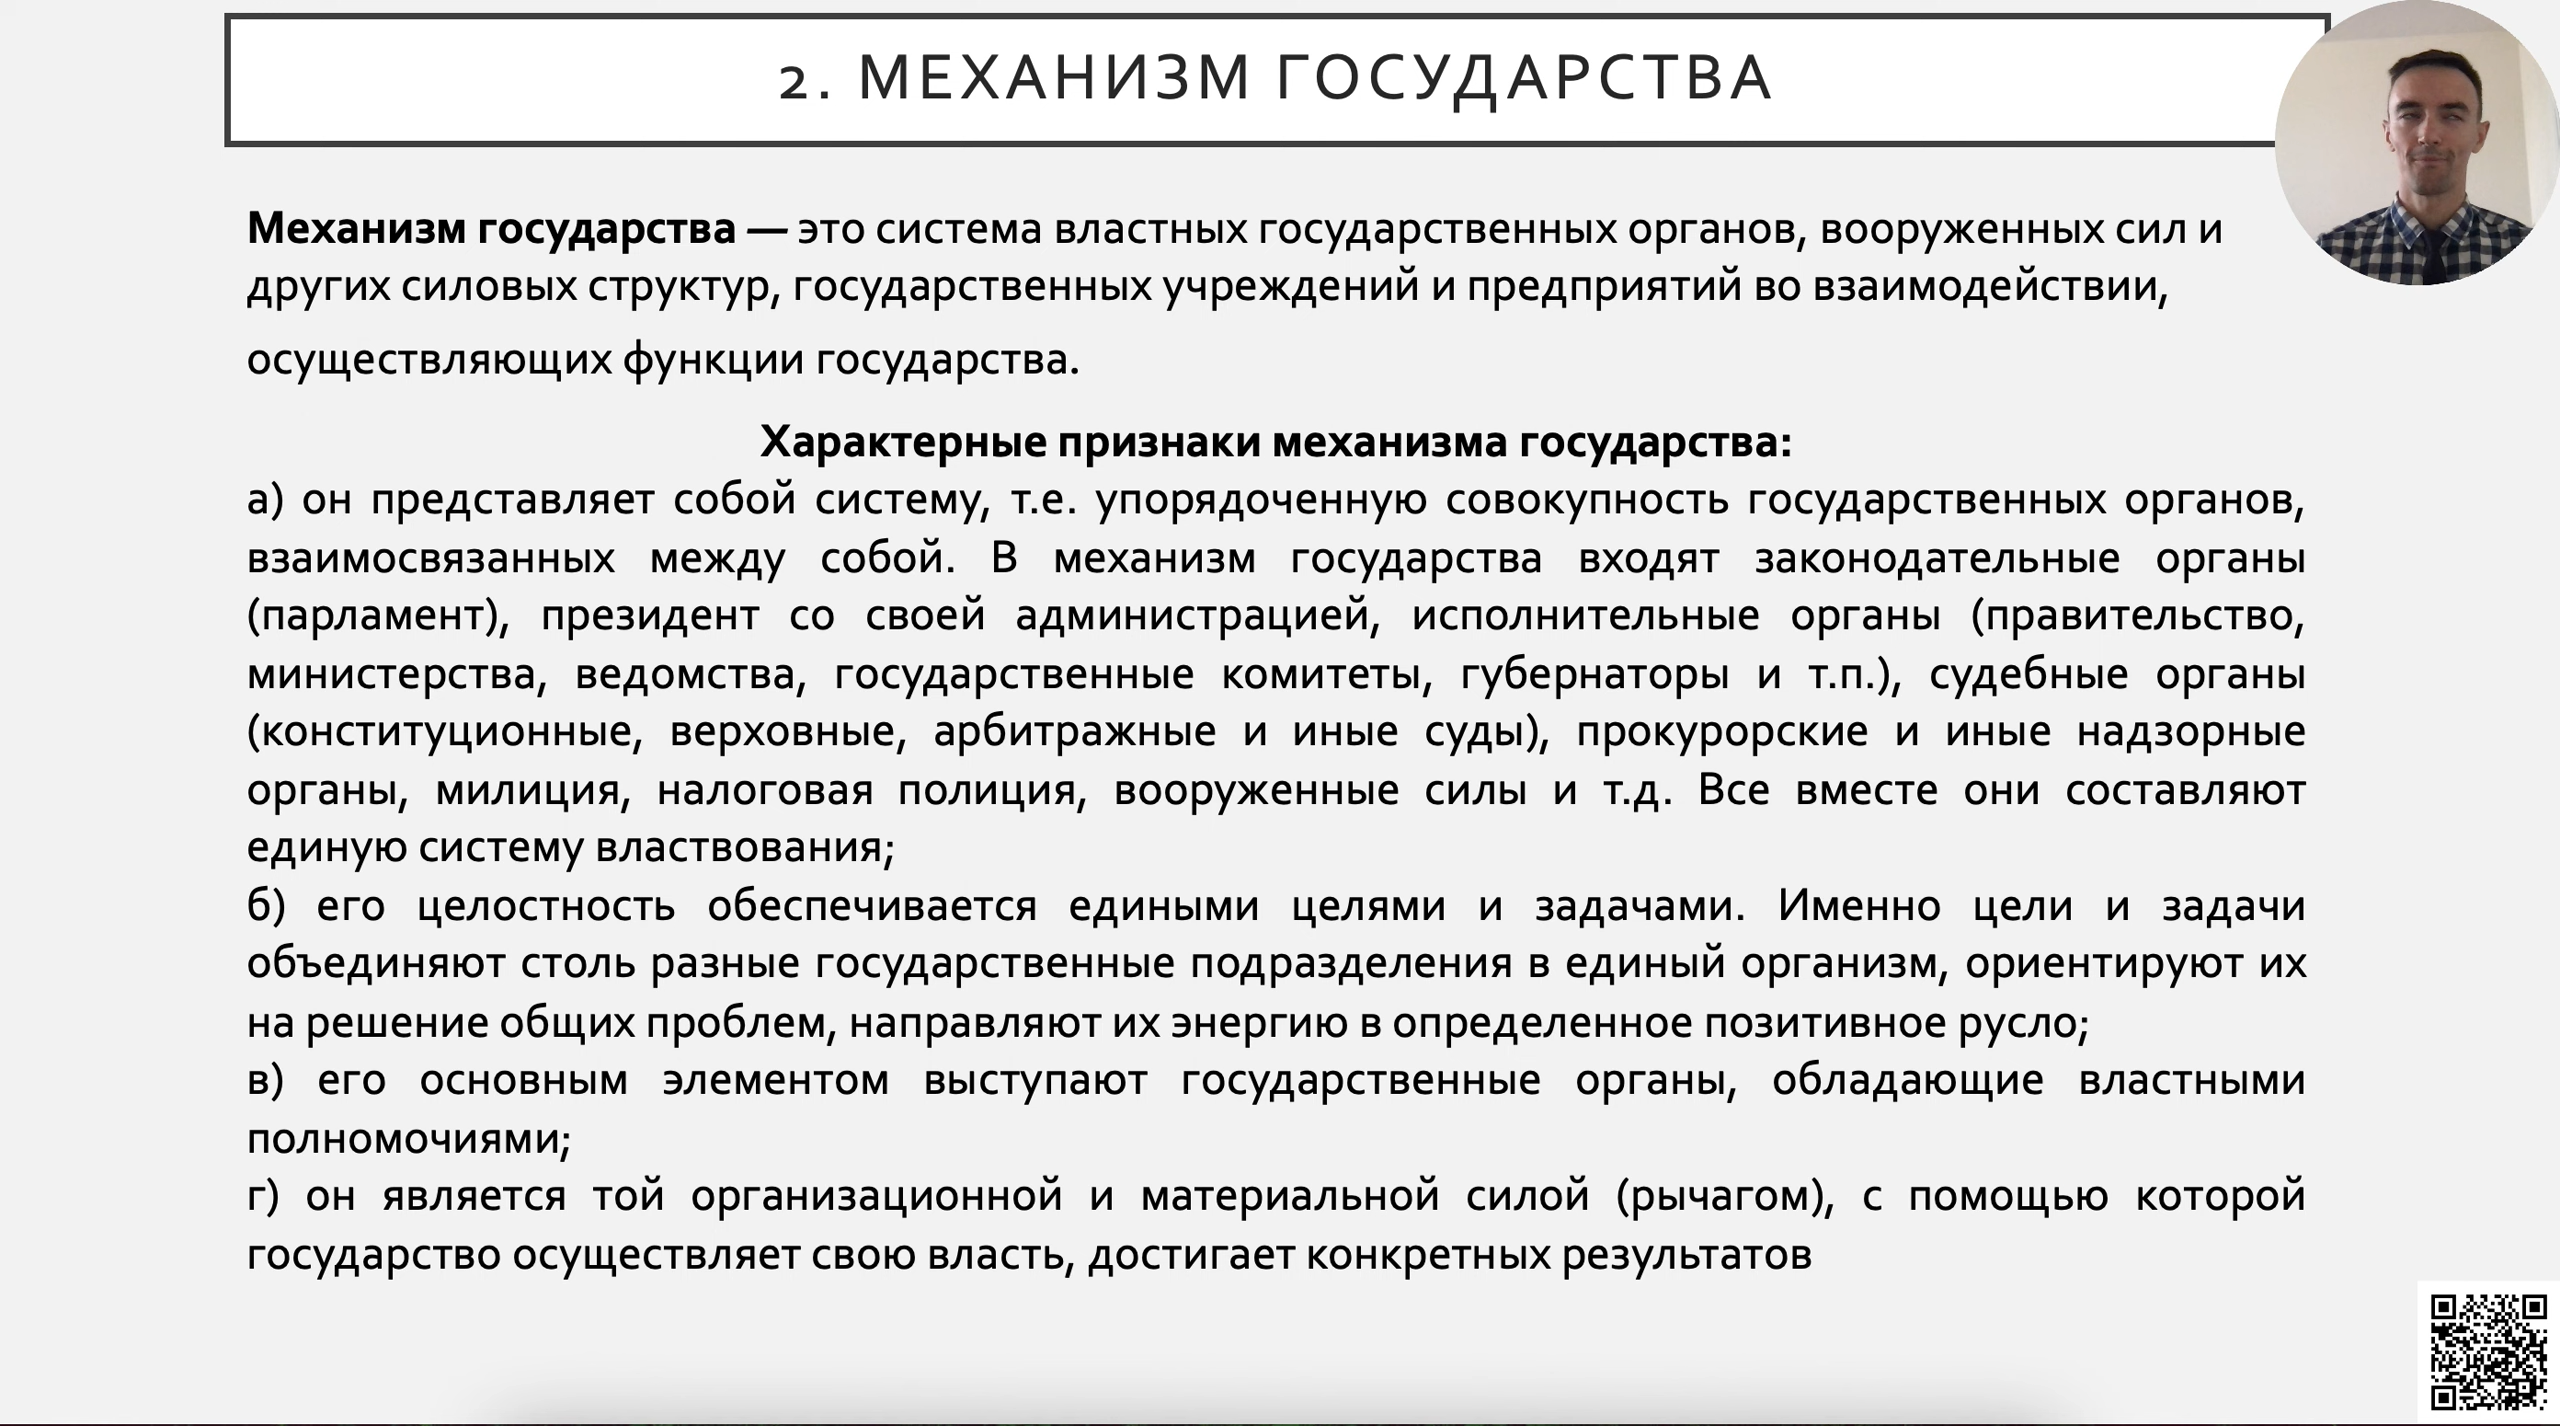 2. МЕХАНИЗМ ГОСУДАРСТВА
Механизм государства — это система властных государственных органов, вооруженных сил и
других силовых структур, государственных учреждений и предприятий во взаимодействии,
осуществляющих функции государства.
Характерные признаки механизма государства:
а) он представляет собой систему, т.е. упорядоченную совокупность государственных органов,
взаимосвязанных между собой. В механизм государства входят законодательные органы
(парламент), президент со своей администрацией, исполнительные органы (правительство,
министерства, ведомства, государственные комитеты, губернаторы и т.п.), судебные органы
(конституционные, верховные, арбитражные и иные суды), прокурорские и иные надзорные
органы, милиция, налоговая полиция, вооруженные силы и т.д. Все вместе они составляют
единую систему властвования;
б) его целостность обеспечивается едиными целями и задачами. Именно цели и задачи
объединяют столь разные государственные подразделения в единый организм, ориентируют их
на решение общих проблем, направляют их энергию в определенное позитивное русло;
в) его основным элементом выступают государственные органы, обладающие властными
полномочиями;
г) он является той организационной и материальной силой (рычагом), с помощью которой
государство осуществляет свою власть, достигает конкретных результатов